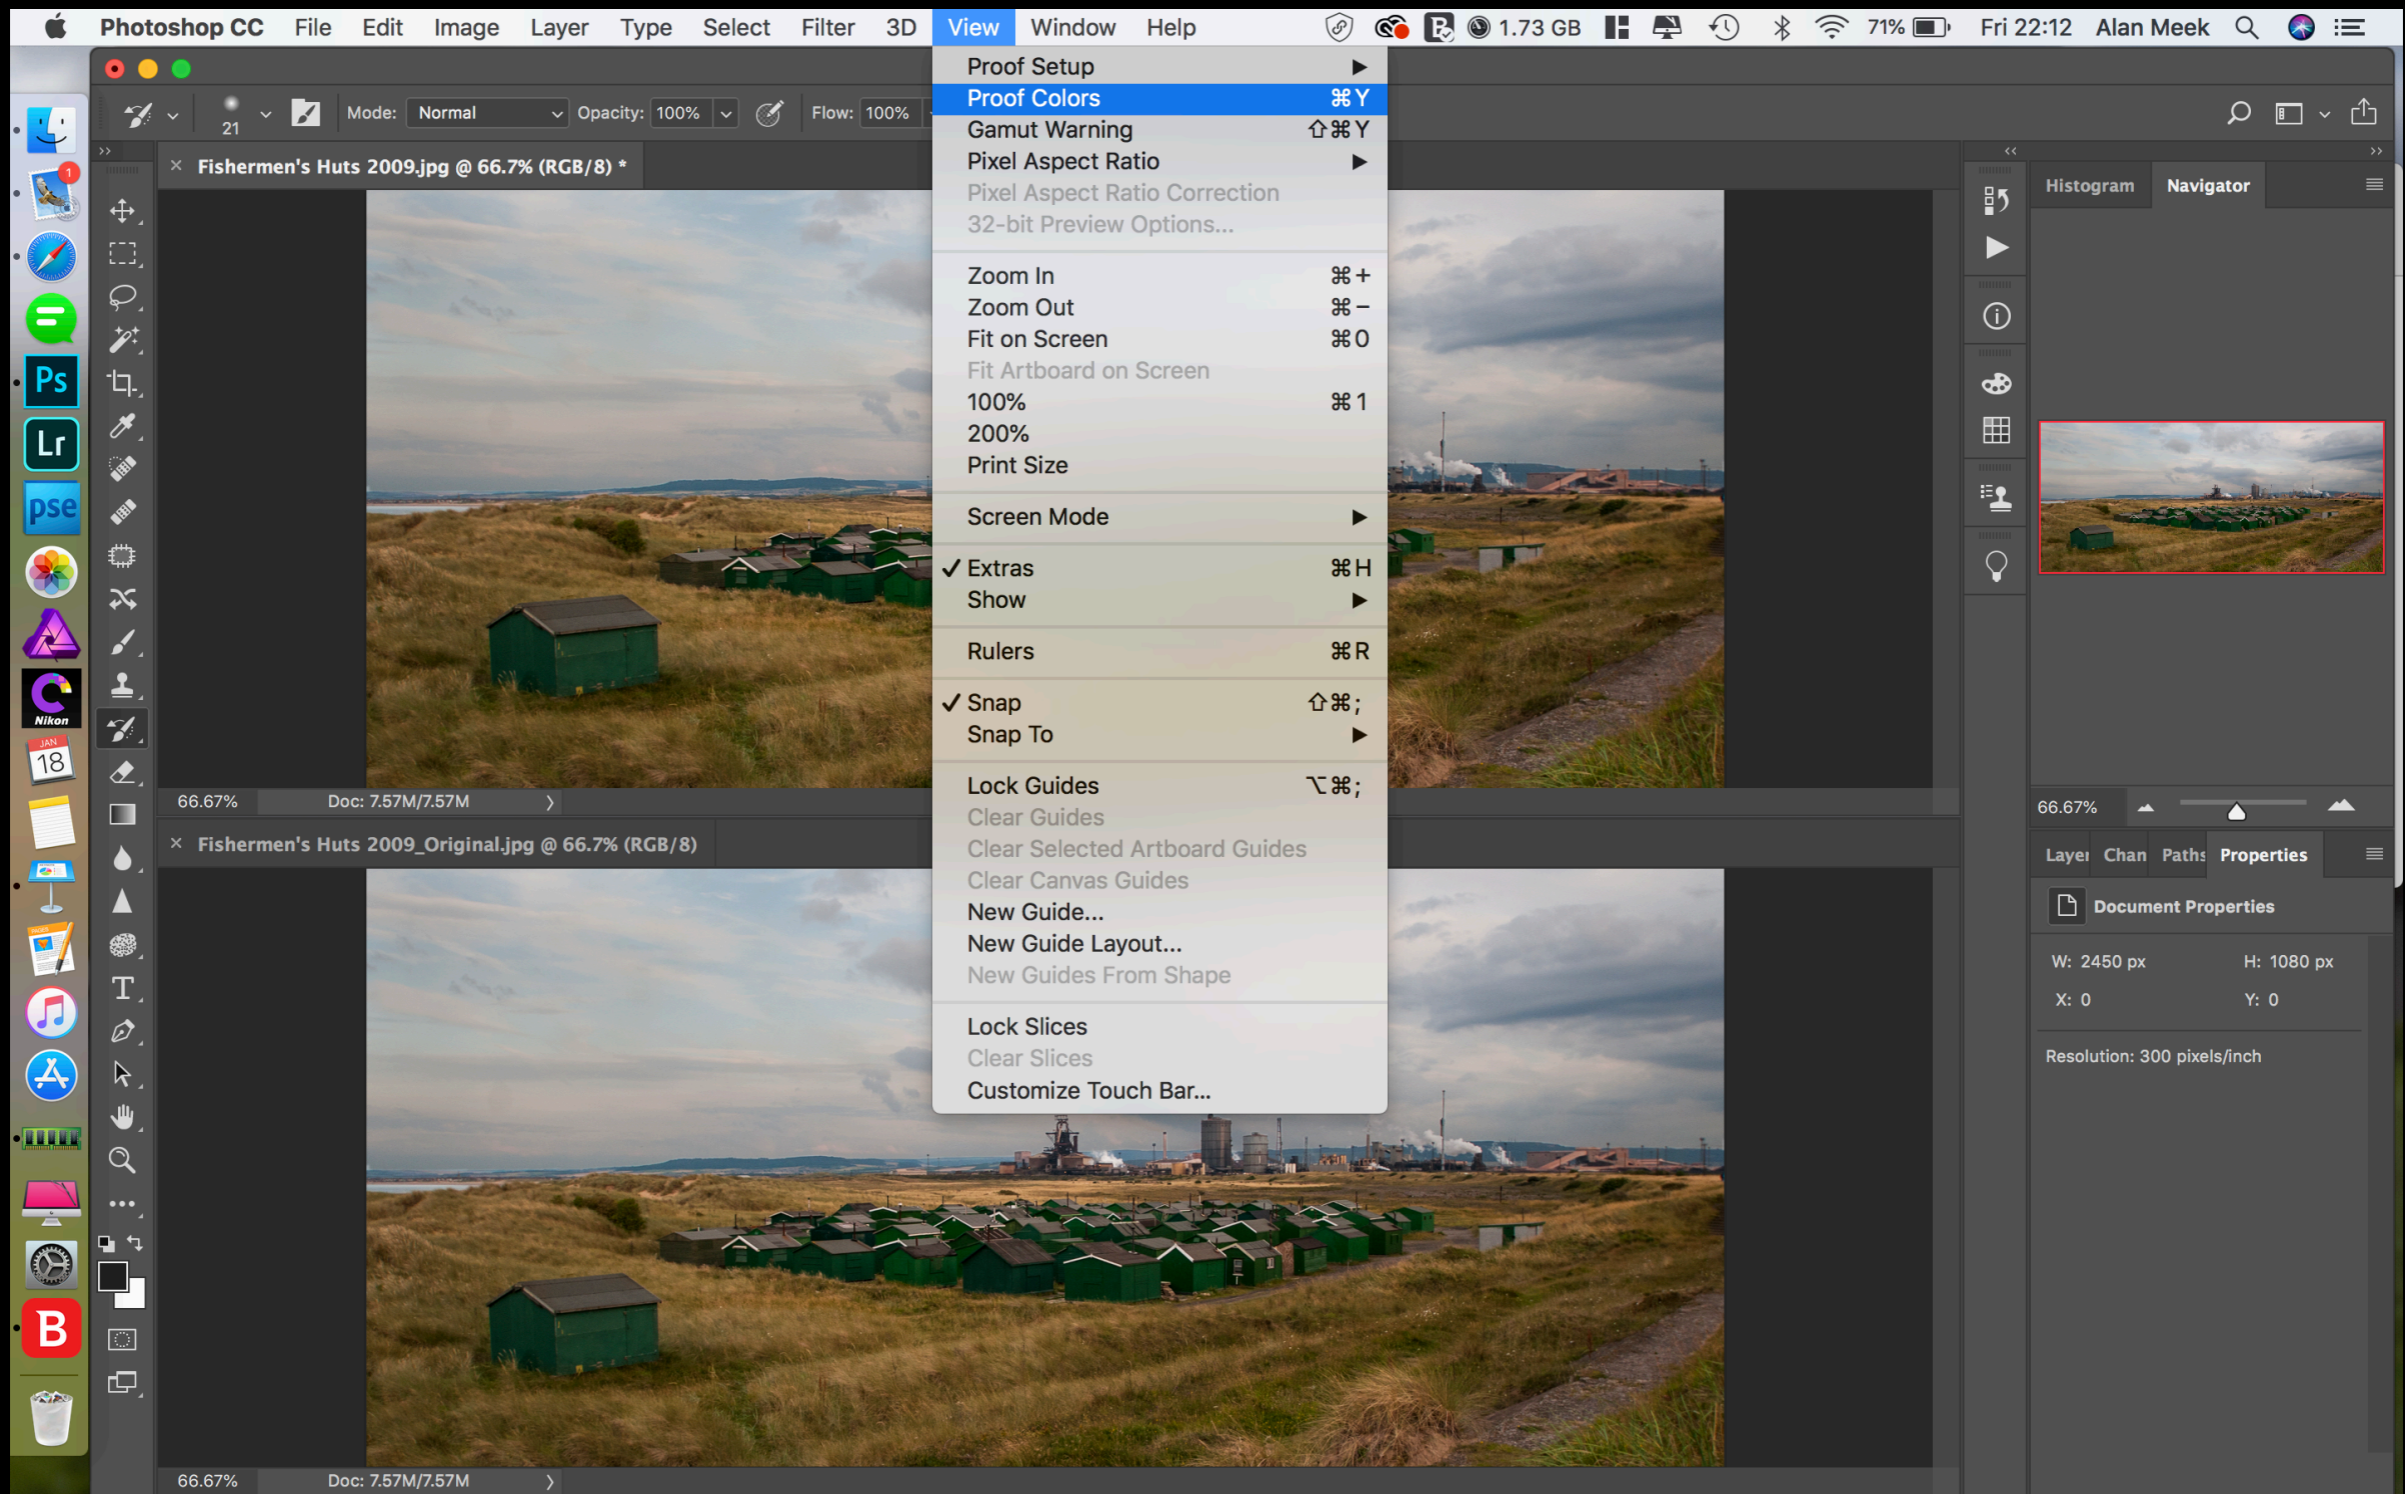 Photoshop CC File Edit Image Layer Type Select Filter 3D View Window Help 1.73 GB 71% Fri 22:12 Alan Meek
21 Mode: Normal Opacity: 100% Flow: 100%
Fishermen's Huts 2009.jpg @ 66.7% (RGB/8) *
Proof Setup
Proof Colors ⌘Y
Gamut Warning ⇧⌘Y
Pixel Aspect Ratio
Pixel Aspect Ratio Correction
32-bit Preview Options...
Zoom In ⌘+
Zoom Out ⌘−
Fit on Screen ⌘0
Fit Artboard on Screen
100% ⌘1
200%
Print Size
Screen Mode
✓ Extras ⌘H
Show
Rulers ⌘R
✓ Snap ⇧⌘;
Snap To
Lock Guides ⌥⌘;
Clear Guides
Clear Selected Artboard Guides
Clear Canvas Guides
New Guide...
New Guide Layout...
New Guides From Shape
Lock Slices
Clear Slices
Customize Touch Bar...
66.67% Doc: 7.57M/7.57M
Fishermen's Huts 2009_Original.jpg @ 66.7% (RGB/8)
66.67% Doc: 7.57M/7.57M
Histogram Navigator
66.67%
Layer Chan Paths Properties
Document Properties
W: 2450 px H: 1080 px
X: 0 Y: 0
Resolution: 300 pixels/inch
1
Ps
Lr
pse
Nikon
JAN
18
PAGES
B